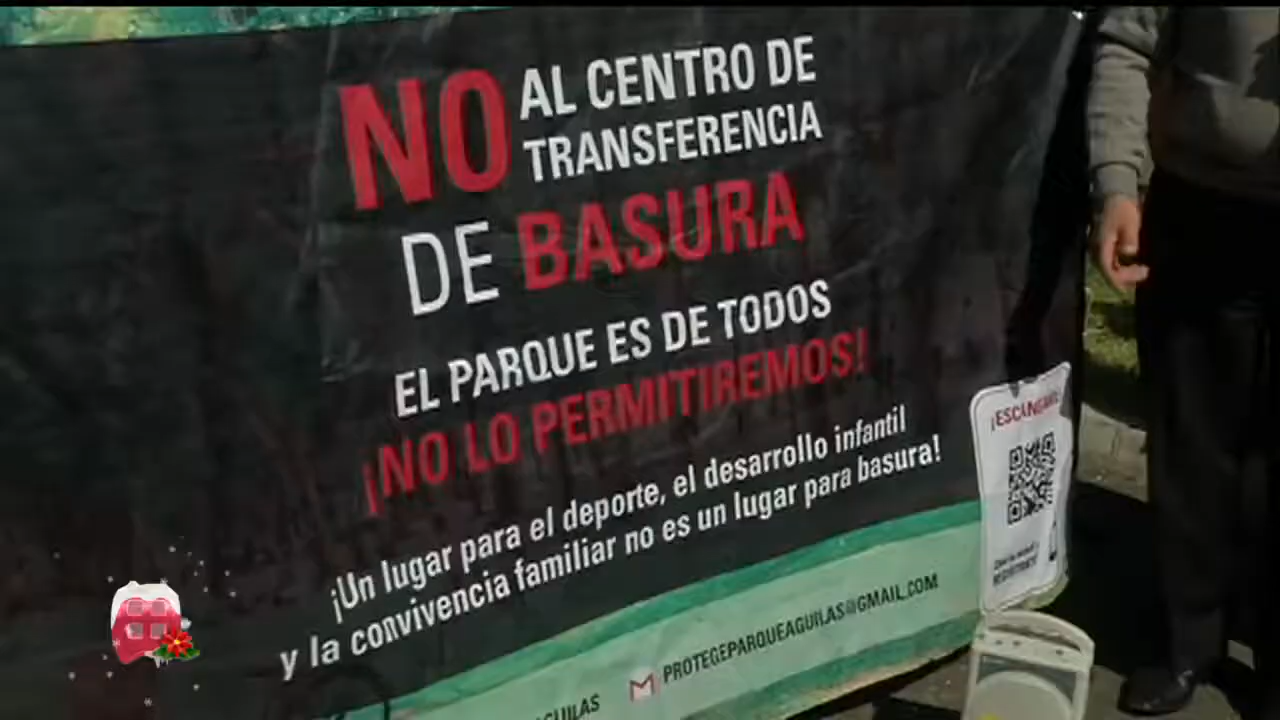 NO AL CENTRO DE
TRANSFERENCIA
DE BASURA
EL PARQUE ES DE TODOS
¡NO LO PERMITIREMOS!
¡Un lugar para el deporte, el desarrollo infantil
y la convivencia familiar no es un lugar para basura!
¡ESCANÉAME!
PROTEGEPARQUEAGUILAS@GMAIL.COM